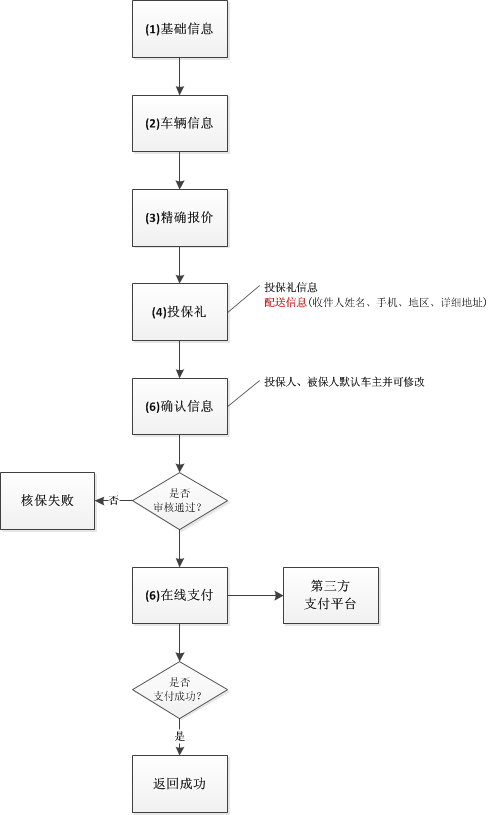 (1)基础信息
(2)车辆信息
(3)精确报价
(4)投保礼
投保礼信息
配送信息(收件人姓名、手机、地区、详细地址)
(6)确认信息
投保人、被保人默认车主并可修改
是否
审核通过?
否
核保失败
(6)在线支付
第三方
支付平台
是否
支付成功?
是
返回成功